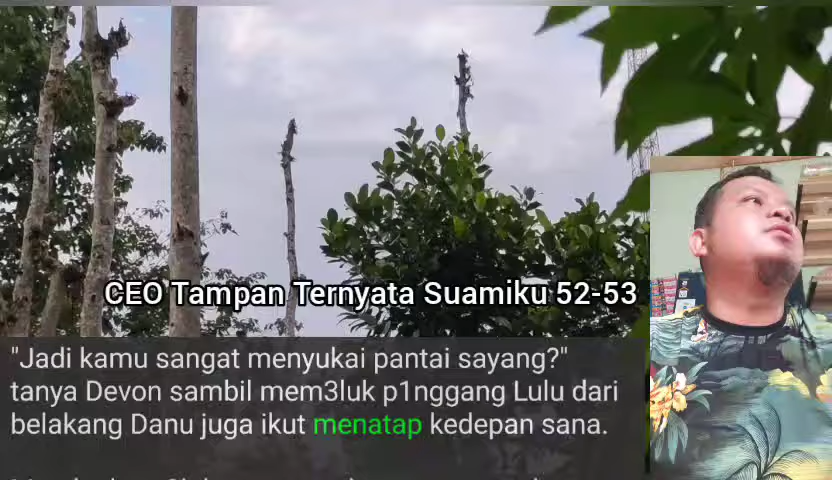 CEO Tampan Ternyata Suamiku 52-53
"Jadi kamu sangat menyukai pantai sayang?"
tanya Devon sambil mem3luk p1nggang Lulu dari
belakang Danu juga ikut menatap kedepan sana.